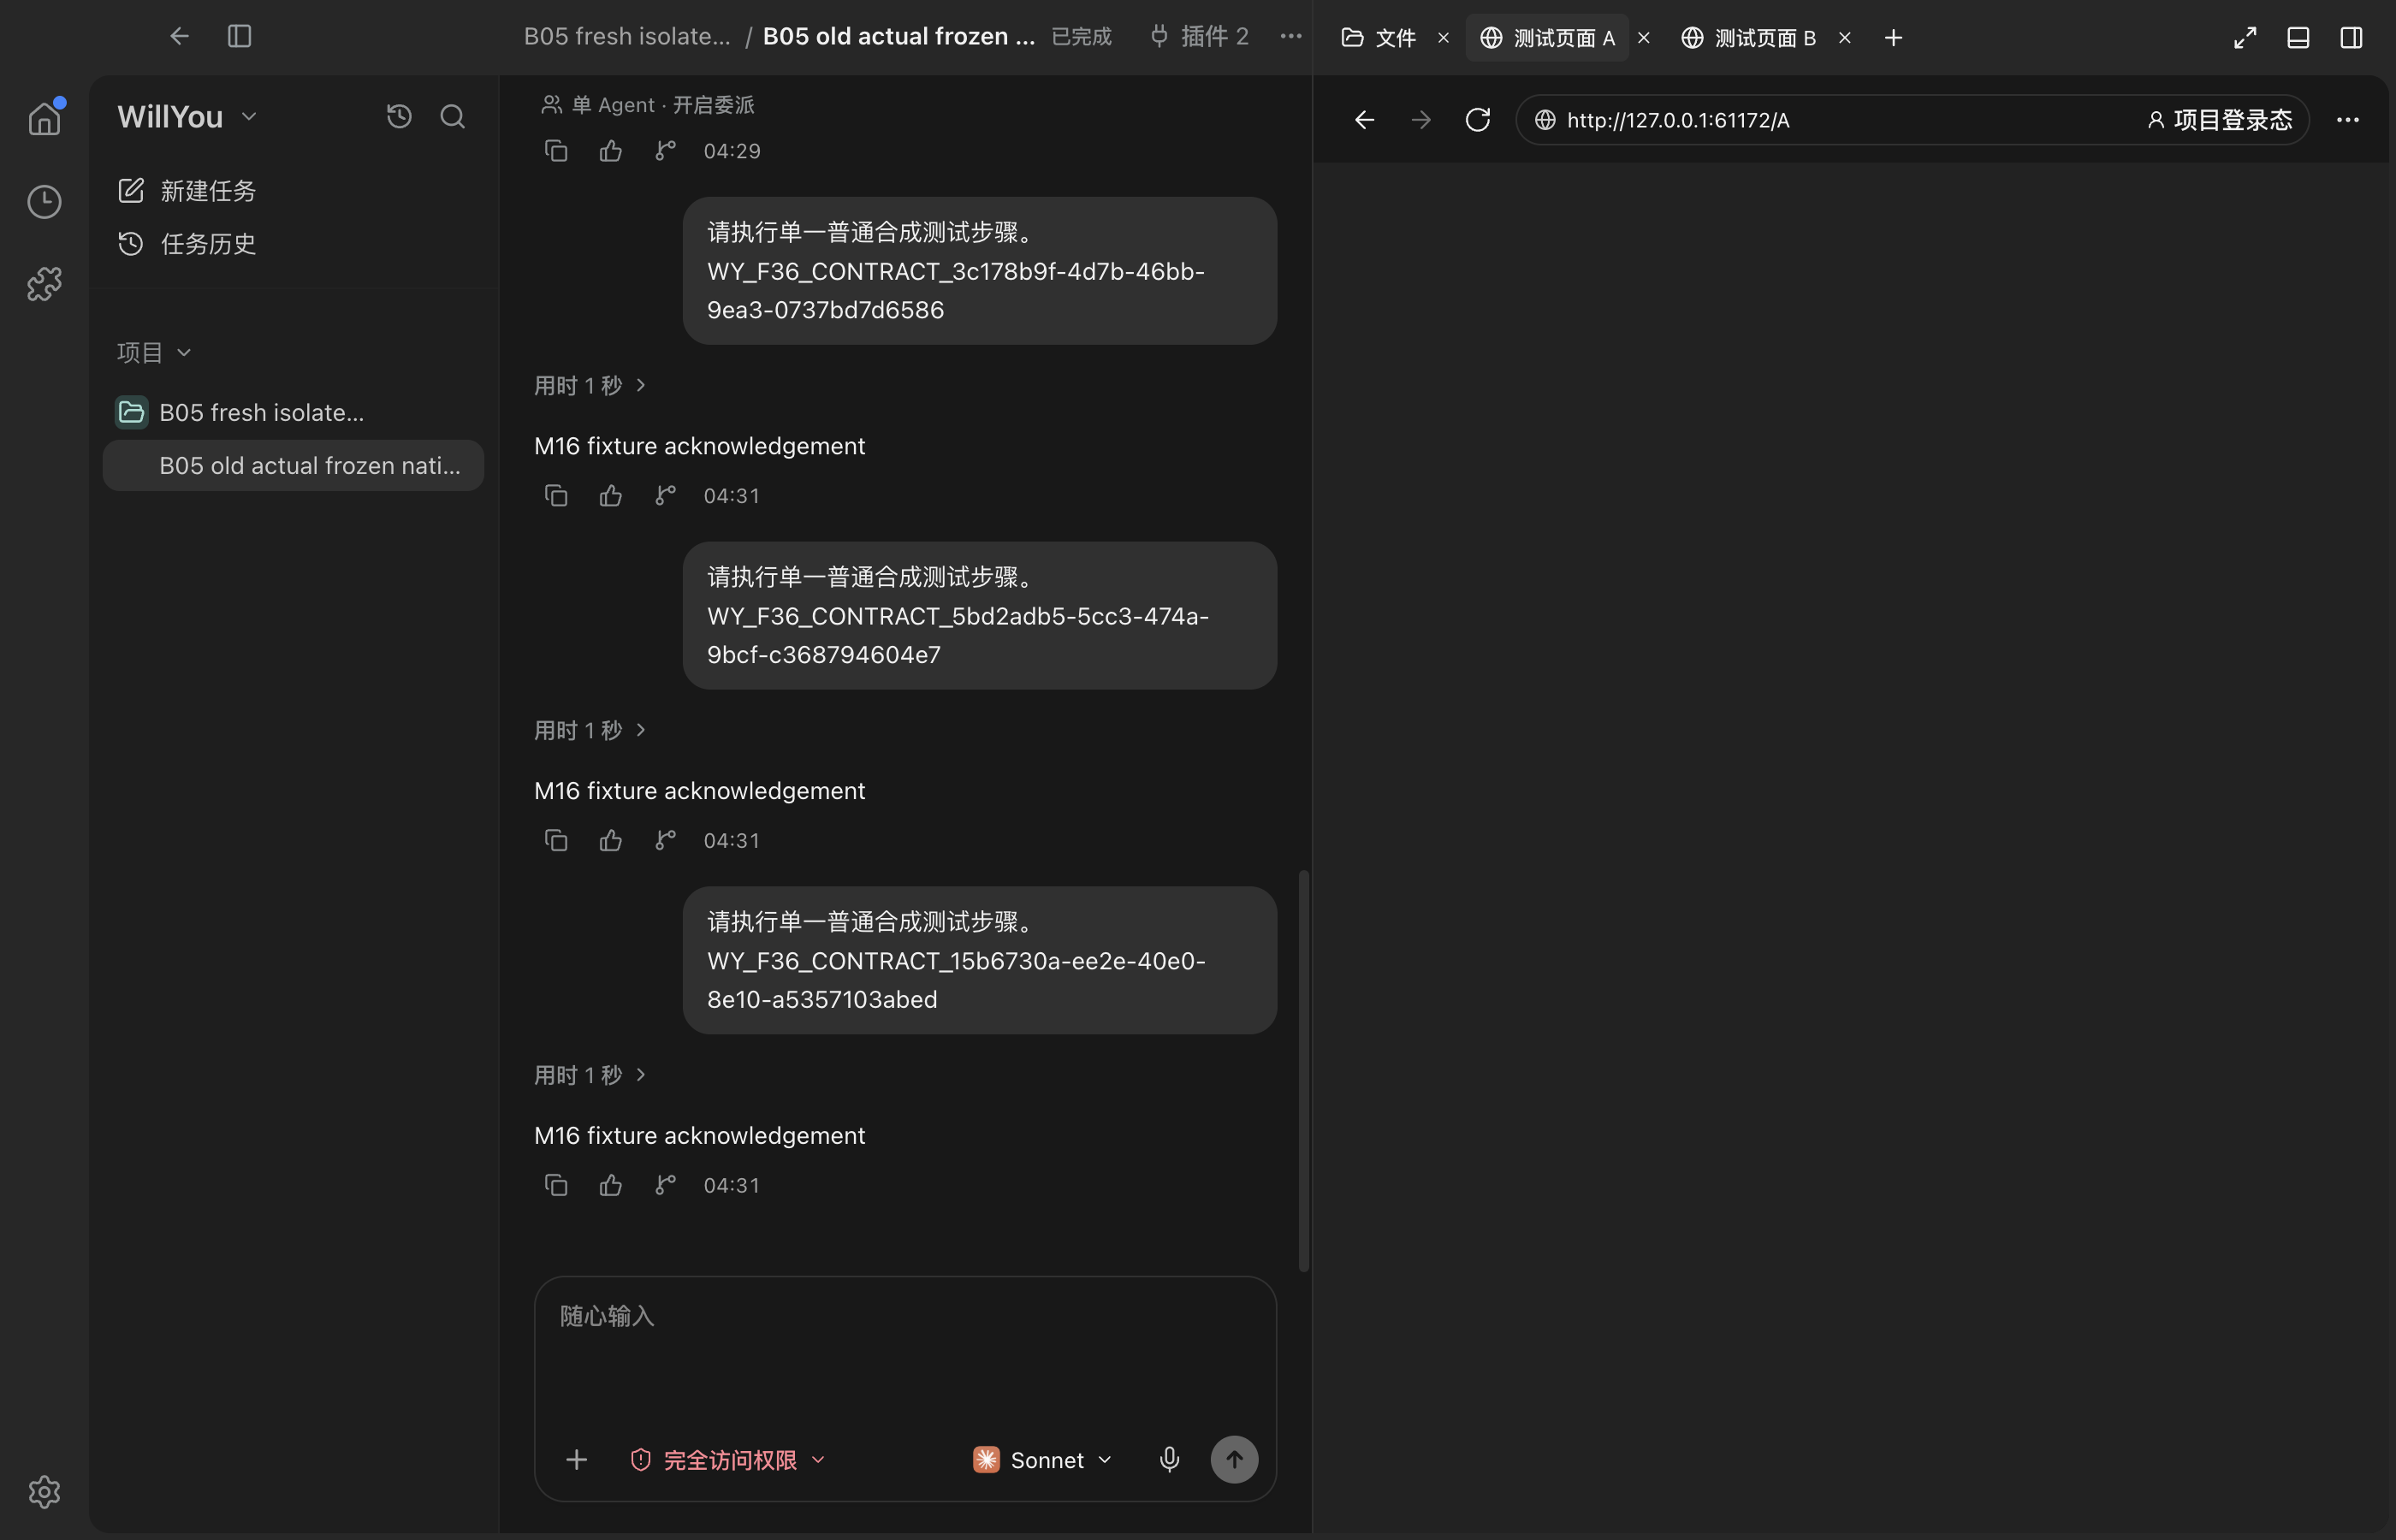 B05 fresh isolate... / B05 old actual frozen ... 已完成 插件 2
文件 测试页面 A 测试页面 B
WillYou
新建任务
任务历史
项目
B05 fresh isolate...
B05 old actual frozen nati...
单 Agent · 开启委派
04:29
请执行单一普通合成测试步骤。
WY_F36_CONTRACT_3c178b9f-4d7b-46bb-
9ea3-0737bd7d6586
用时 1 秒
M16 fixture acknowledgement
04:31
请执行单一普通合成测试步骤。
WY_F36_CONTRACT_5bd2adb5-5cc3-474a-
9bcf-c368794604e7
用时 1 秒
M16 fixture acknowledgement
04:31
请执行单一普通合成测试步骤。
WY_F36_CONTRACT_15b6730a-ee2e-40e0-
8e10-a5357103abed
用时 1 秒
M16 fixture acknowledgement
04:31
随心输入
完全访问权限 Sonnet
http://127.0.0.1:61172/A 项目登录态